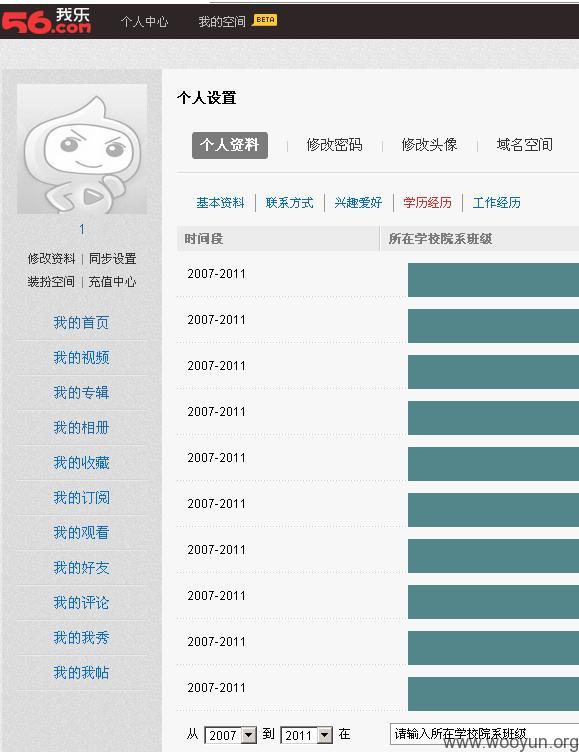 56.com 我乐 个人中心 我的空间 BETA
个人设置
个人资料 | 修改密码 | 修改头像 | 域名空间
基本资料 | 联系方式 | 兴趣爱好 | 学历经历 | 工作经历
1
修改资料 | 同步设置
装扮空间 | 充值中心
我的首页
我的视频
我的专辑
我的相册
我的收藏
我的订阅
我的观看
我的好友
我的评论
我的我秀
我的我帖
时间段 所在学校院系班级
2007-2011
2007-2011
2007-2011
2007-2011
2007-2011
2007-2011
2007-2011
2007-2011
2007-2011
2007-2011
从 2007 到 2011 在 请输入所在学校院系班级
www.wooyun.org